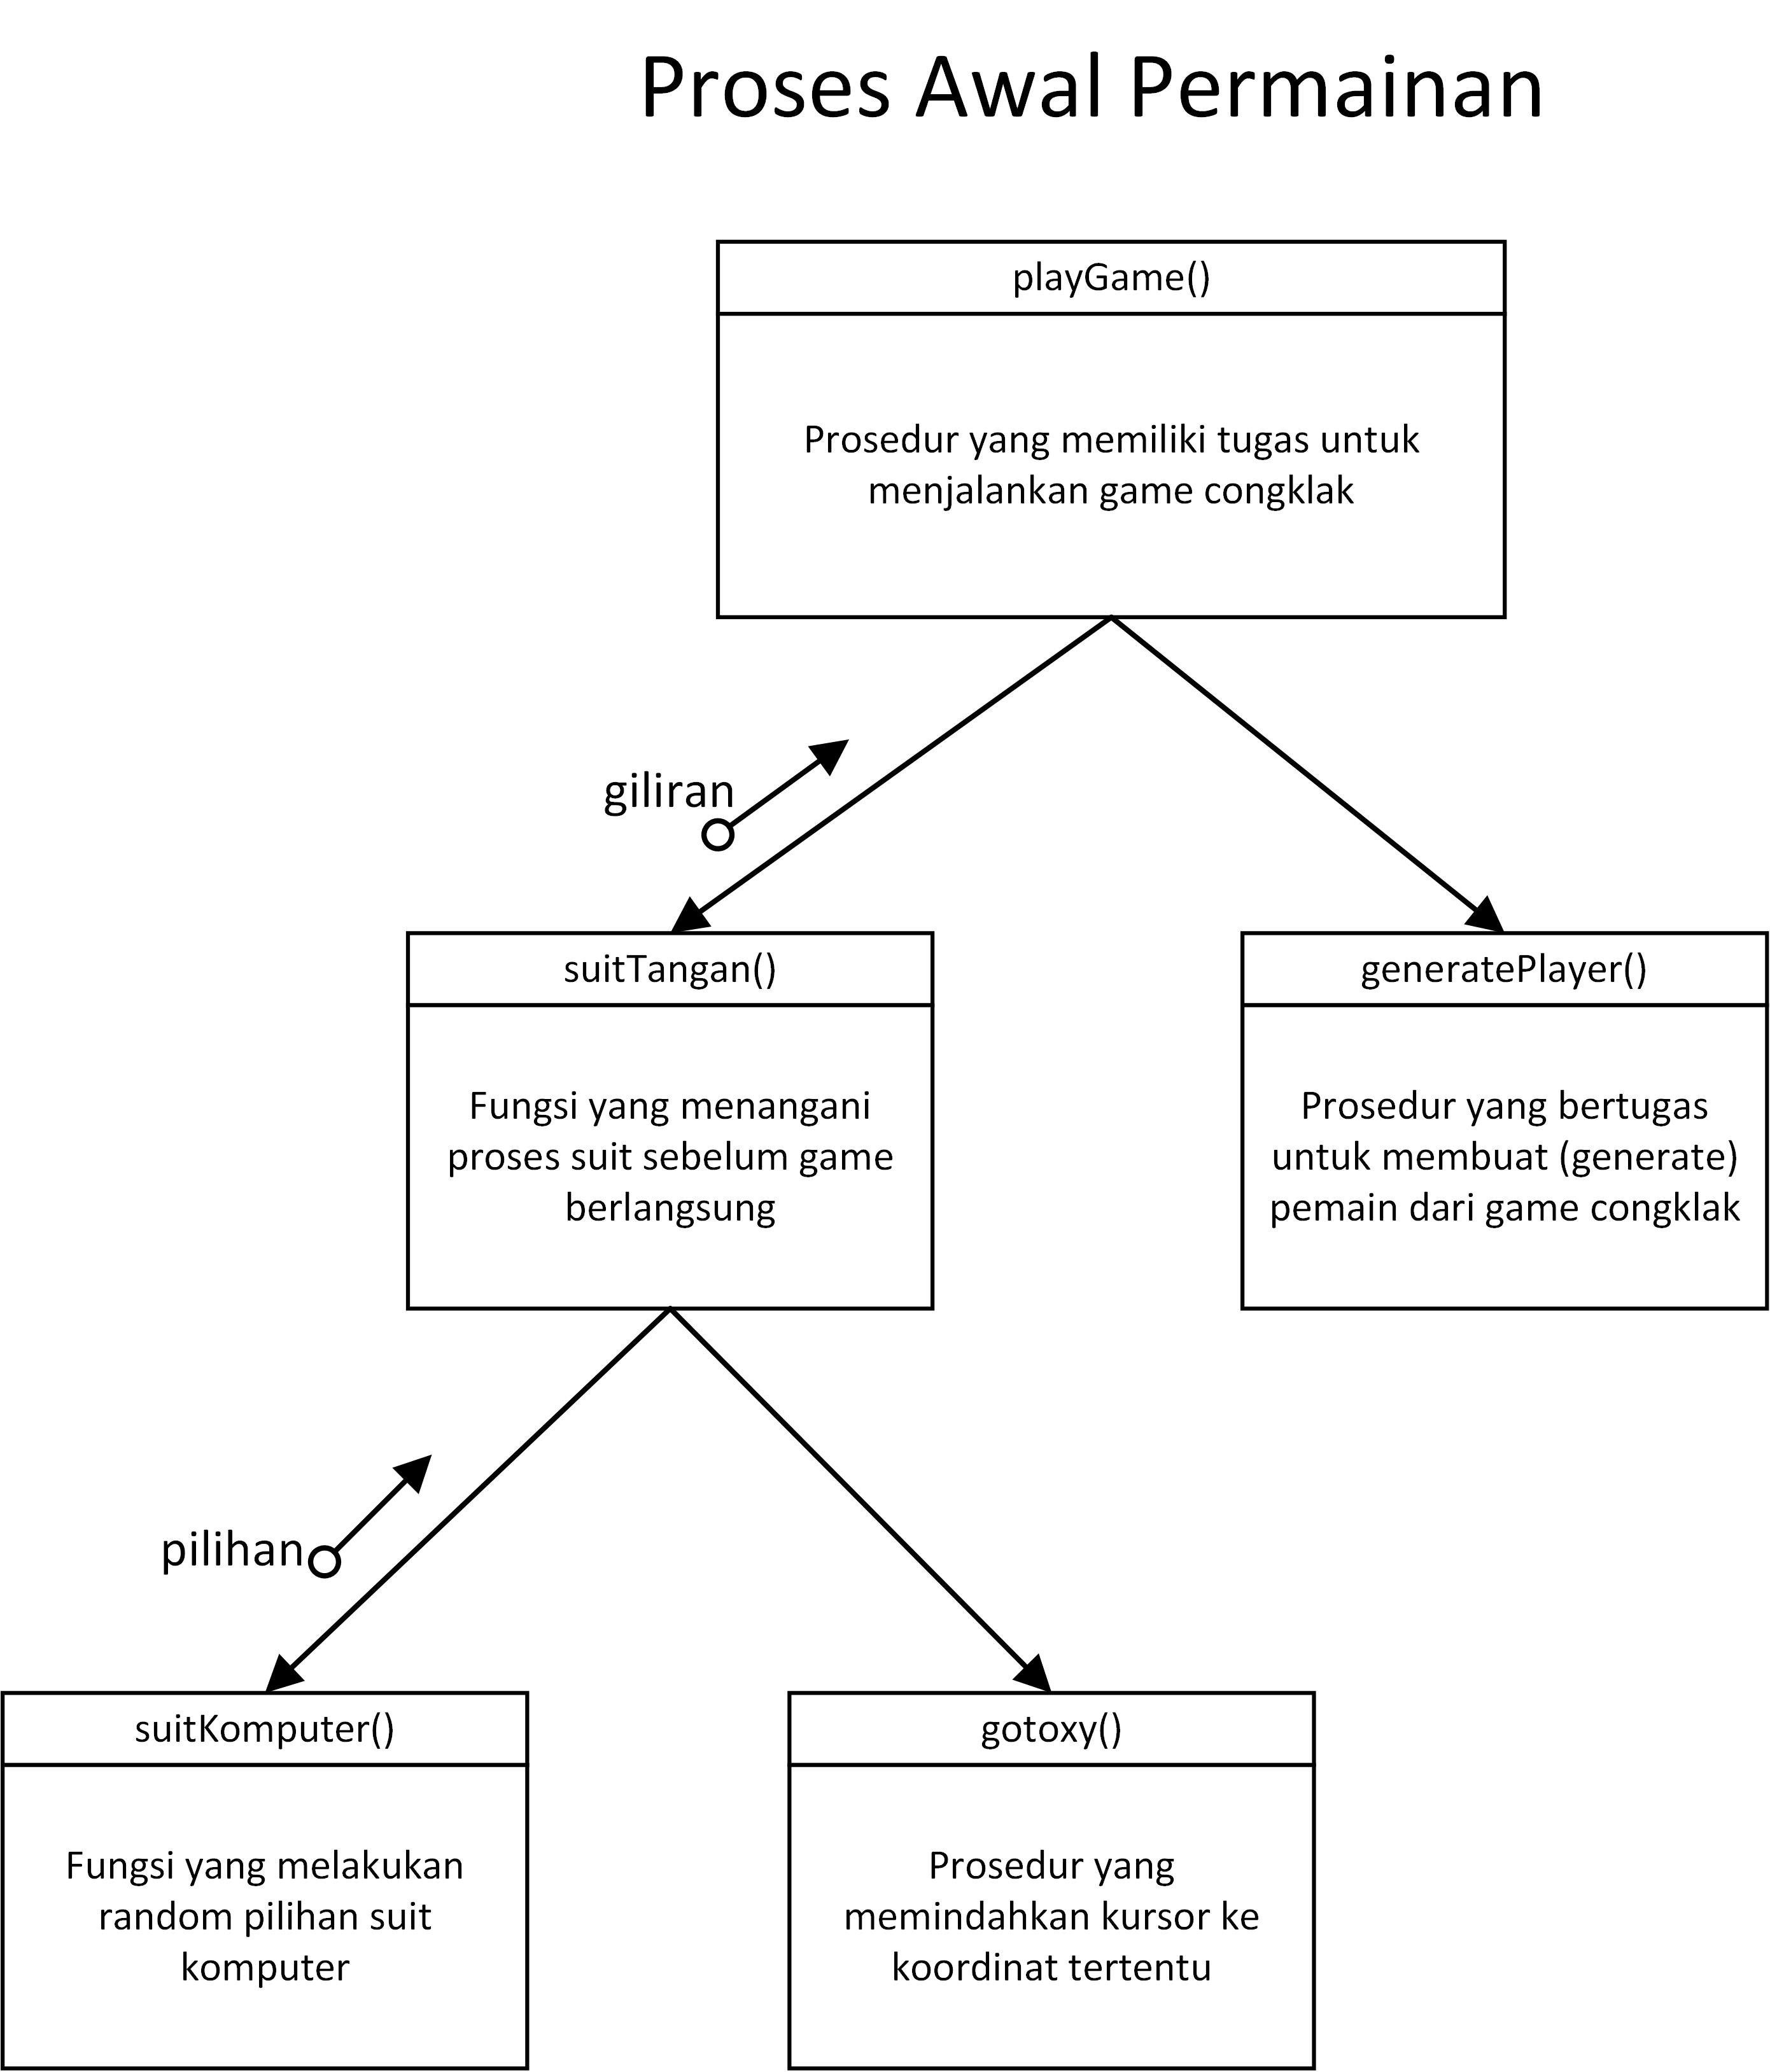 Proses Awal Permainan
playGame()
Prosedur yang memiliki tugas untuk
menjalankan game congklak
giliran
suitTangan()
Fungsi yang menangani
proses suit sebelum game
berlangsung
generatePlayer()
Prosedur yang bertugas
untuk membuat (generate)
pemain dari game congklak
pilihan
suitKomputer()
Fungsi yang melakukan
random pilihan suit
komputer
gotoxy()
Prosedur yang
memindahkan kursor ke
koordinat tertentu